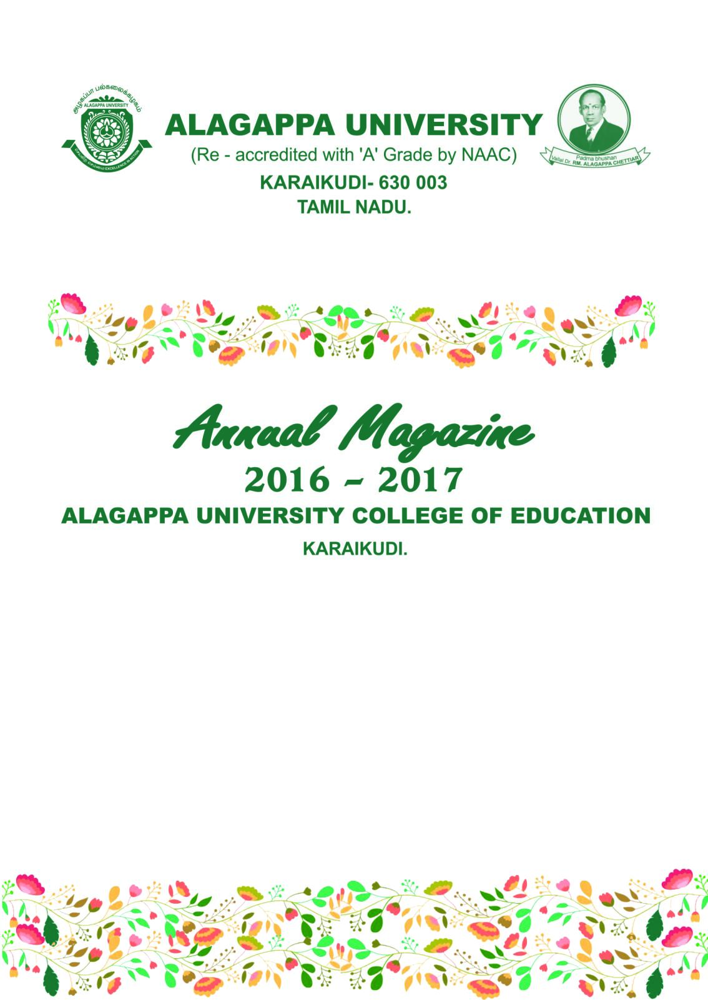 அழகப்பா பல்கலைக்கழகம்
ALAGAPPA UNIVERSITY
EXCELLENCE IN ACTION
ALAGAPPA UNIVERSITY
(Re - accredited with 'A' Grade by NAAC)
KARAIKUDI- 630 003
TAMIL NADU.
Padma bhushan
Vallal Dr. RM. ALAGAPPA CHETTIAR
Annual Magazine
2016 - 2017
ALAGAPPA UNIVERSITY COLLEGE OF EDUCATION
KARAIKUDI.